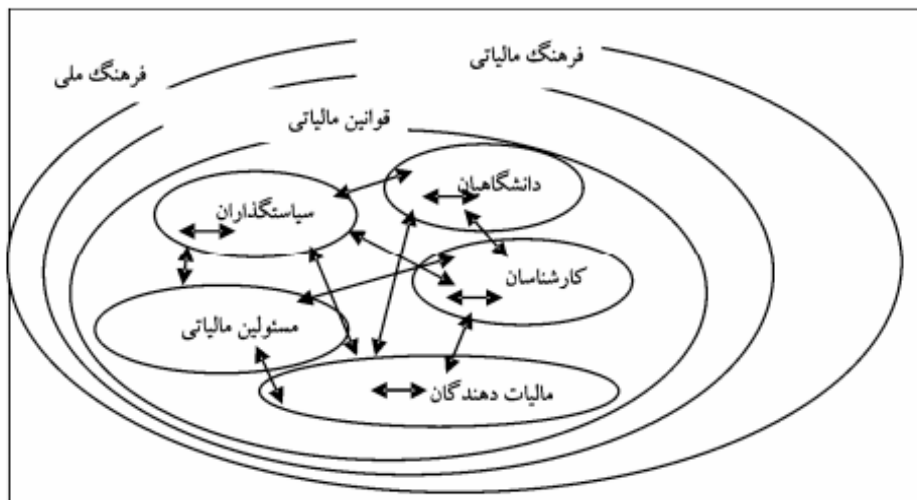 فرهنگ مالیاتی
فرهنگ ملی
قوانین مالیاتی
دانشگاهیان
سیاستگذاران
کارشناسان
مسئولین مالیاتی
مالیات دهندگان